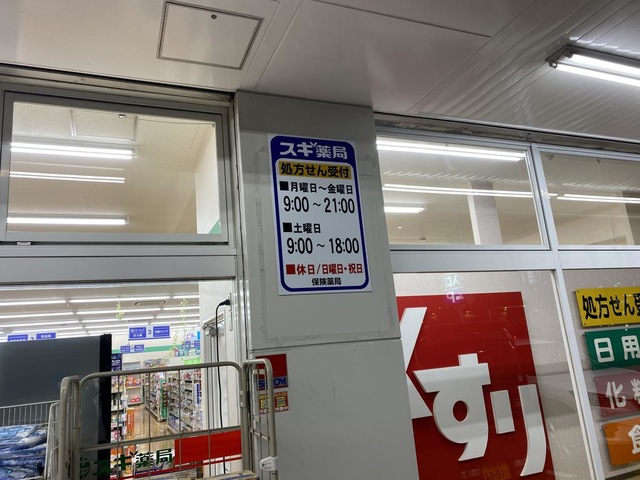 スギ薬局
処方せん受付
■月曜日〜金曜日
9:00〜21:00
■土曜日
9:00〜18:00
■休日/日曜日・祝日
保険薬局
くすり
処方せん受
日用
化粧
スギ薬局